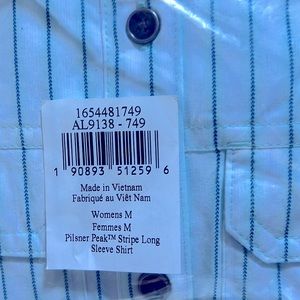 1654481749
AL9138 - 749
1 90893 51259 6
Made in Vietnam
Fabriqué au Viêt Nam
Womens M
Femmes M
Pilsner Peak™ Stripe Long
Sleeve Shirt